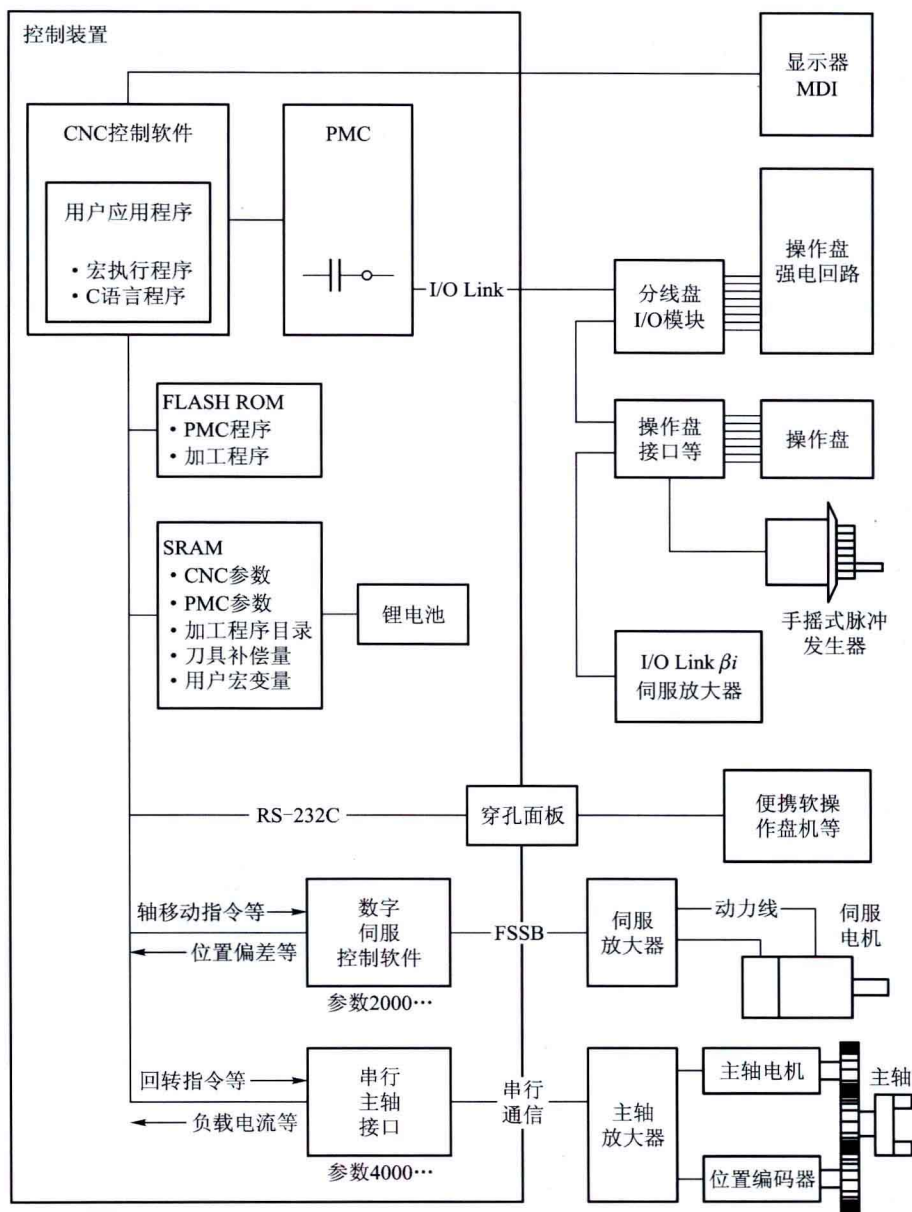 控制装置
显示器
MDI
CNC控制软件
用户应用程序
・宏执行程序
・C语言程序
PMC
I/O Link
分线盘
I/O模块
操作盘
强电回路
FLASH ROM
・PMC程序
・加工程序
操作盘
接口等
操作盘
手摇式脉冲
发生器
SRAM
・CNC参数
・PMC参数
・加工程序目录
・刀具补偿量
・用户宏变量
锂电池
I/O Link βi
伺服放大器
RS-232C
穿孔面板
便携软操
作盘机等
轴移动指令等
位置偏差等
数字
伺服
控制软件
参数2000…
FSSB
伺服
放大器
动力线
伺服
电机
回转指令等
负载电流等
串行
主轴
接口
参数4000…
串行
通信
主轴
放大器
主轴电机
位置编码器
主轴